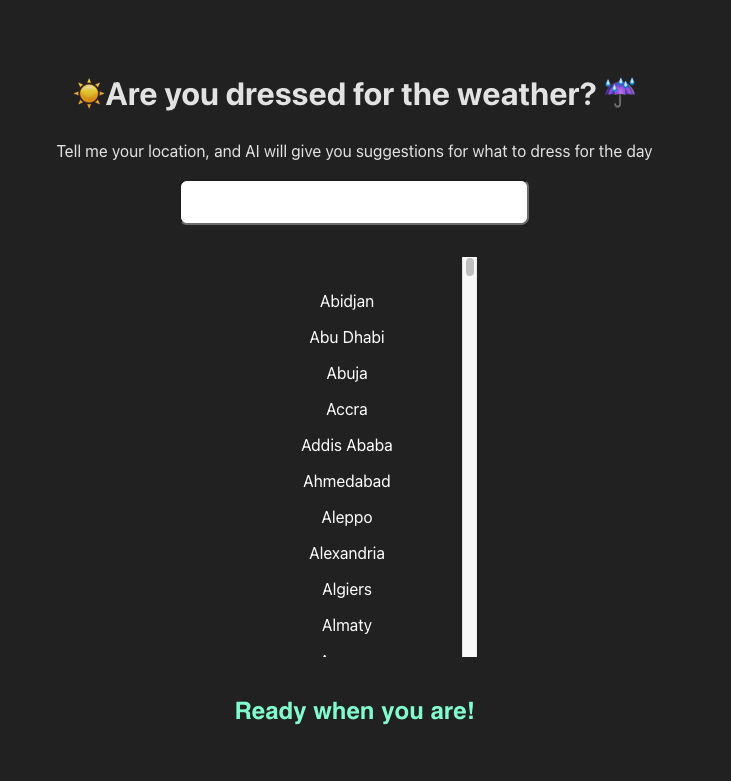 ☀️Are you dressed for the weather? ☔
Tell me your location, and AI will give you suggestions for what to dress for the day
Abidjan
Abu Dhabi
Abuja
Accra
Addis Ababa
Ahmedabad
Aleppo
Alexandria
Algiers
Almaty
Ready when you are!